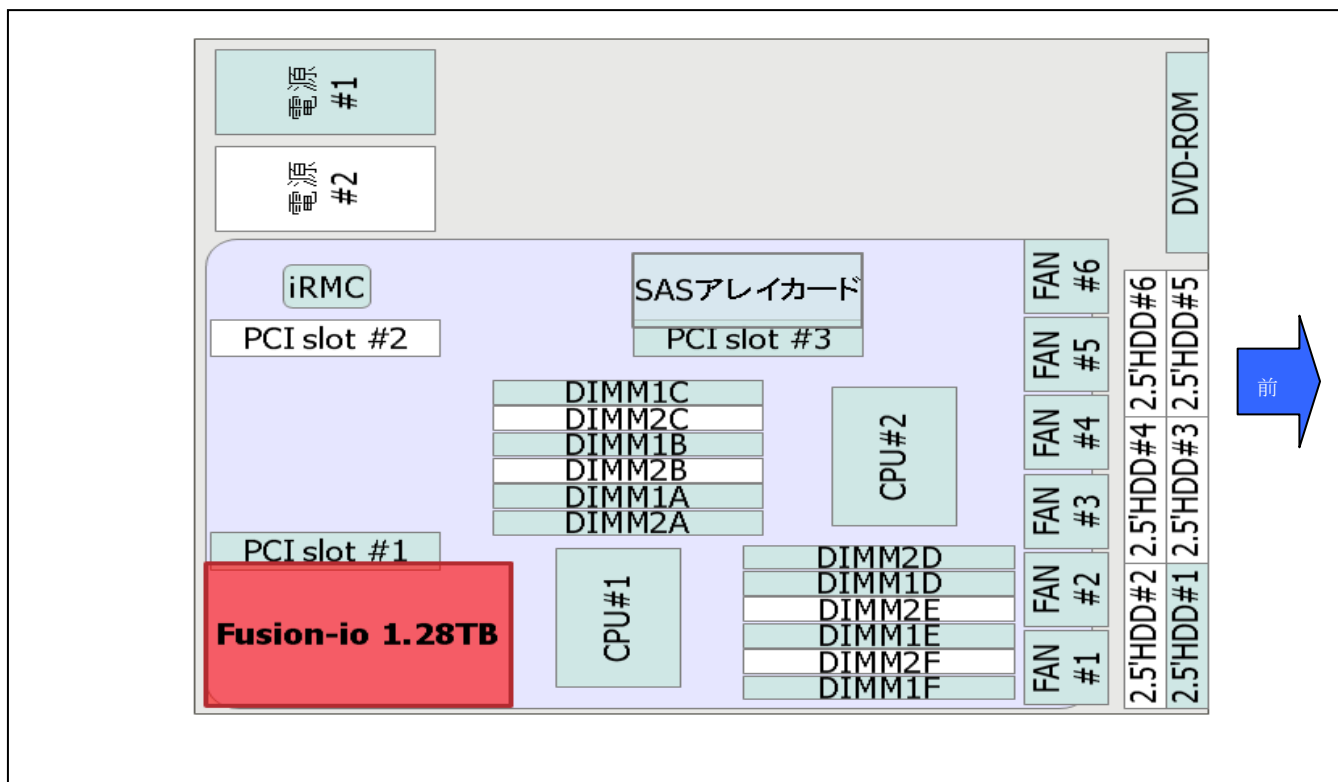 電源
#1
電源
#2
DVD-ROM
iRMC
SASアレイカード
PCI slot #2
PCI slot #3
FAN
#6
FAN
#5
FAN
#4
FAN
#3
FAN
#2
FAN
#1
2.5'HDD#6
2.5'HDD#5
2.5'HDD#4
2.5'HDD#3
2.5'HDD#2
2.5'HDD#1
前
DIMM1C
DIMM2C
DIMM1B
DIMM2B
DIMM1A
DIMM2A
CPU#2
PCI slot #1
Fusion-io 1.28TB
CPU#1
DIMM2D
DIMM1D
DIMM2E
DIMM1E
DIMM2F
DIMM1F